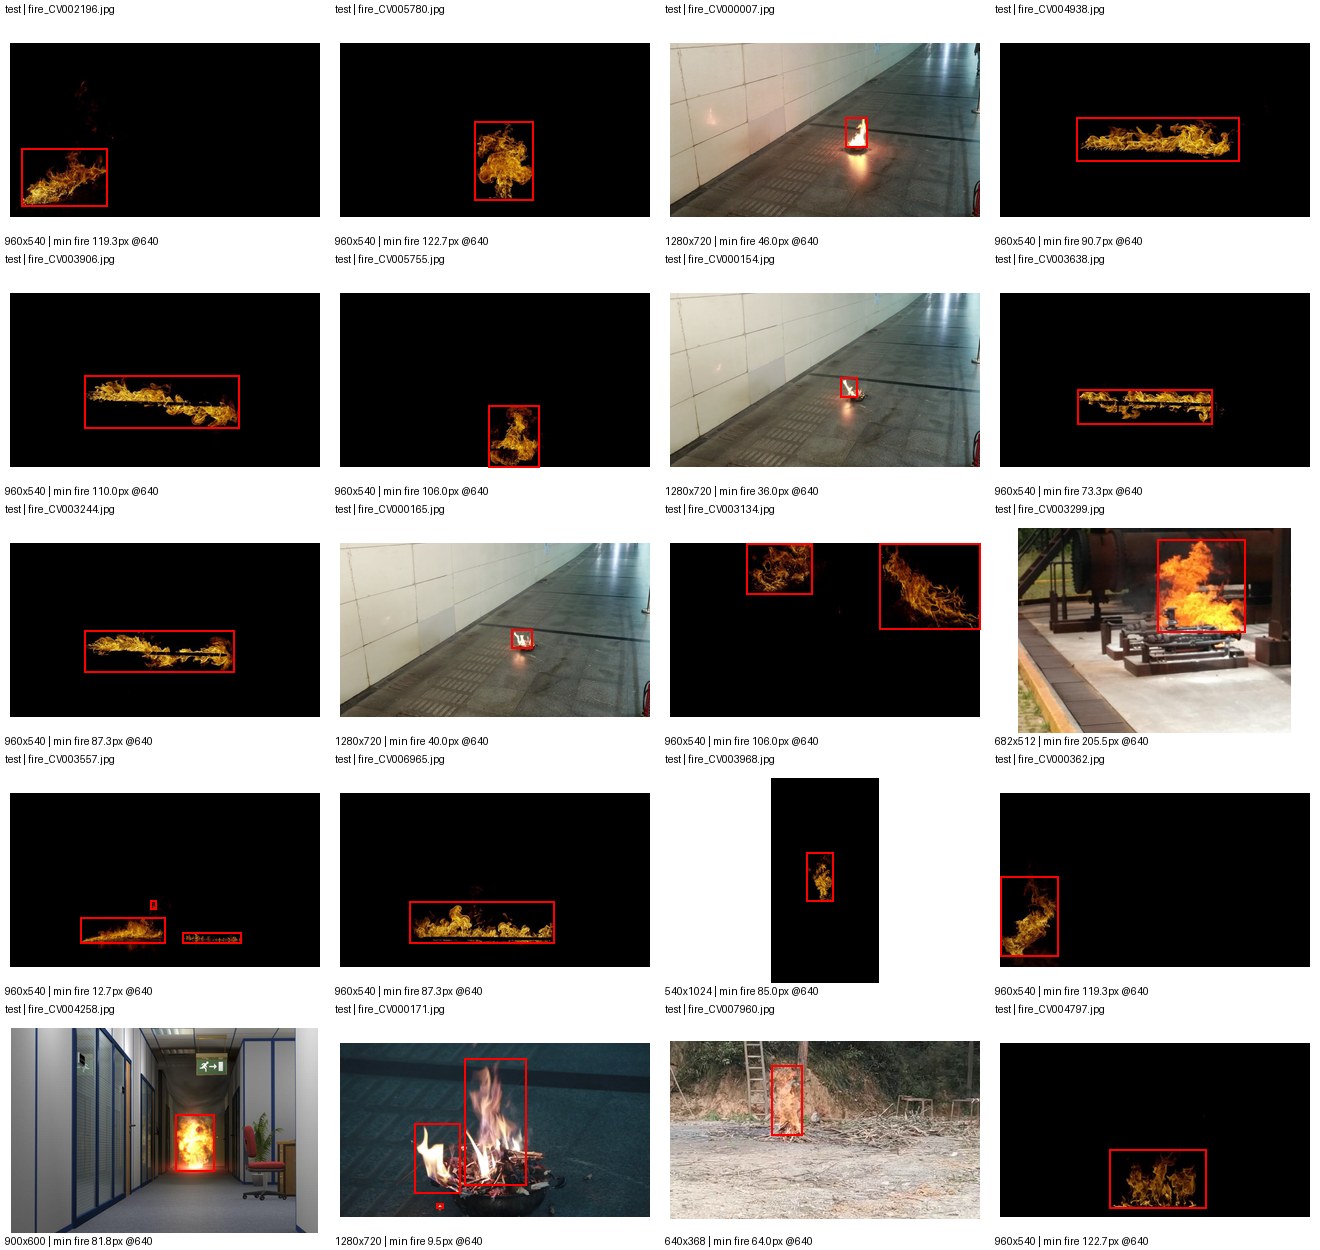 test | fire_CV002196.jpg
test | fire_CV005780.jpg
test | fire_CV000007.jpg
test | fire_CV004938.jpg
960x540 | min fire 119.3px @640
960x540 | min fire 122.7px @640
1280x720 | min fire 46.0px @640
960x540 | min fire 90.7px @640
test | fire_CV003906.jpg
test | fire_CV005755.jpg
test | fire_CV000154.jpg
test | fire_CV003638.jpg
960x540 | min fire 110.0px @640
960x540 | min fire 106.0px @640
1280x720 | min fire 36.0px @640
960x540 | min fire 73.3px @640
test | fire_CV003244.jpg
test | fire_CV000165.jpg
test | fire_CV003134.jpg
test | fire_CV003299.jpg
960x540 | min fire 87.3px @640
1280x720 | min fire 40.0px @640
960x540 | min fire 106.0px @640
682x512 | min fire 205.5px @640
test | fire_CV003557.jpg
test | fire_CV006965.jpg
test | fire_CV003968.jpg
test | fire_CV000362.jpg
960x540 | min fire 12.7px @640
960x540 | min fire 87.3px @640
540x1024 | min fire 85.0px @640
960x540 | min fire 119.3px @640
test | fire_CV004258.jpg
test | fire_CV000171.jpg
test | fire_CV007960.jpg
test | fire_CV004797.jpg
900x600 | min fire 81.8px @640
1280x720 | min fire 9.5px @640
640x368 | min fire 64.0px @640
960x540 | min fire 122.7px @640